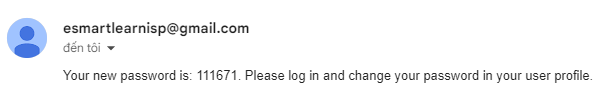 esmartlearnisp@gmail.com
đến tôi
Your new password is: 111671. Please log in and change your password in your user profile.